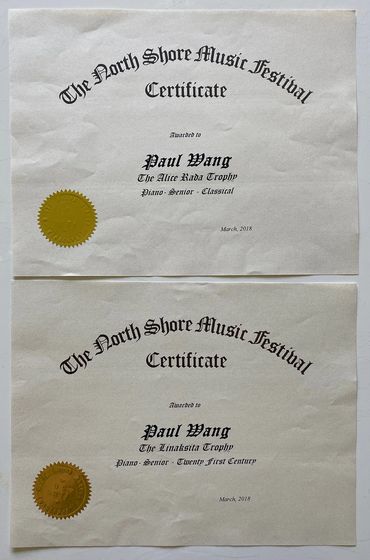 The North Shore Music Festival
Certificate
Awarded to
Paul Wang
The Alice Rada Trophy
Piano- Senior - Classical
March, 2018
The North Shore Music Festival
Certificate
Awarded to
Paul Wang
The Linaksita Trophy
Piano- Senior - Twenty First Century
March, 2018